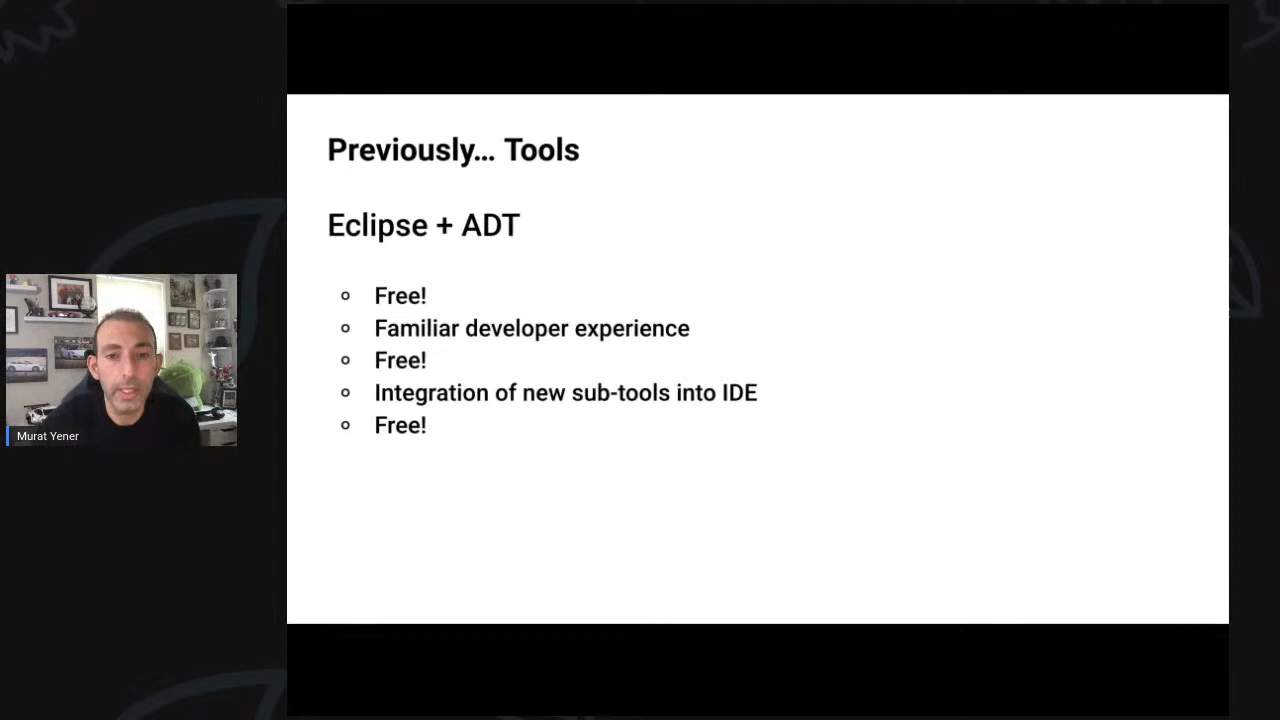 Previously... Tools
Eclipse + ADT
Free!
Familiar developer experience
Free!
Integration of new sub-tools into IDE
Free!
Murat Yener